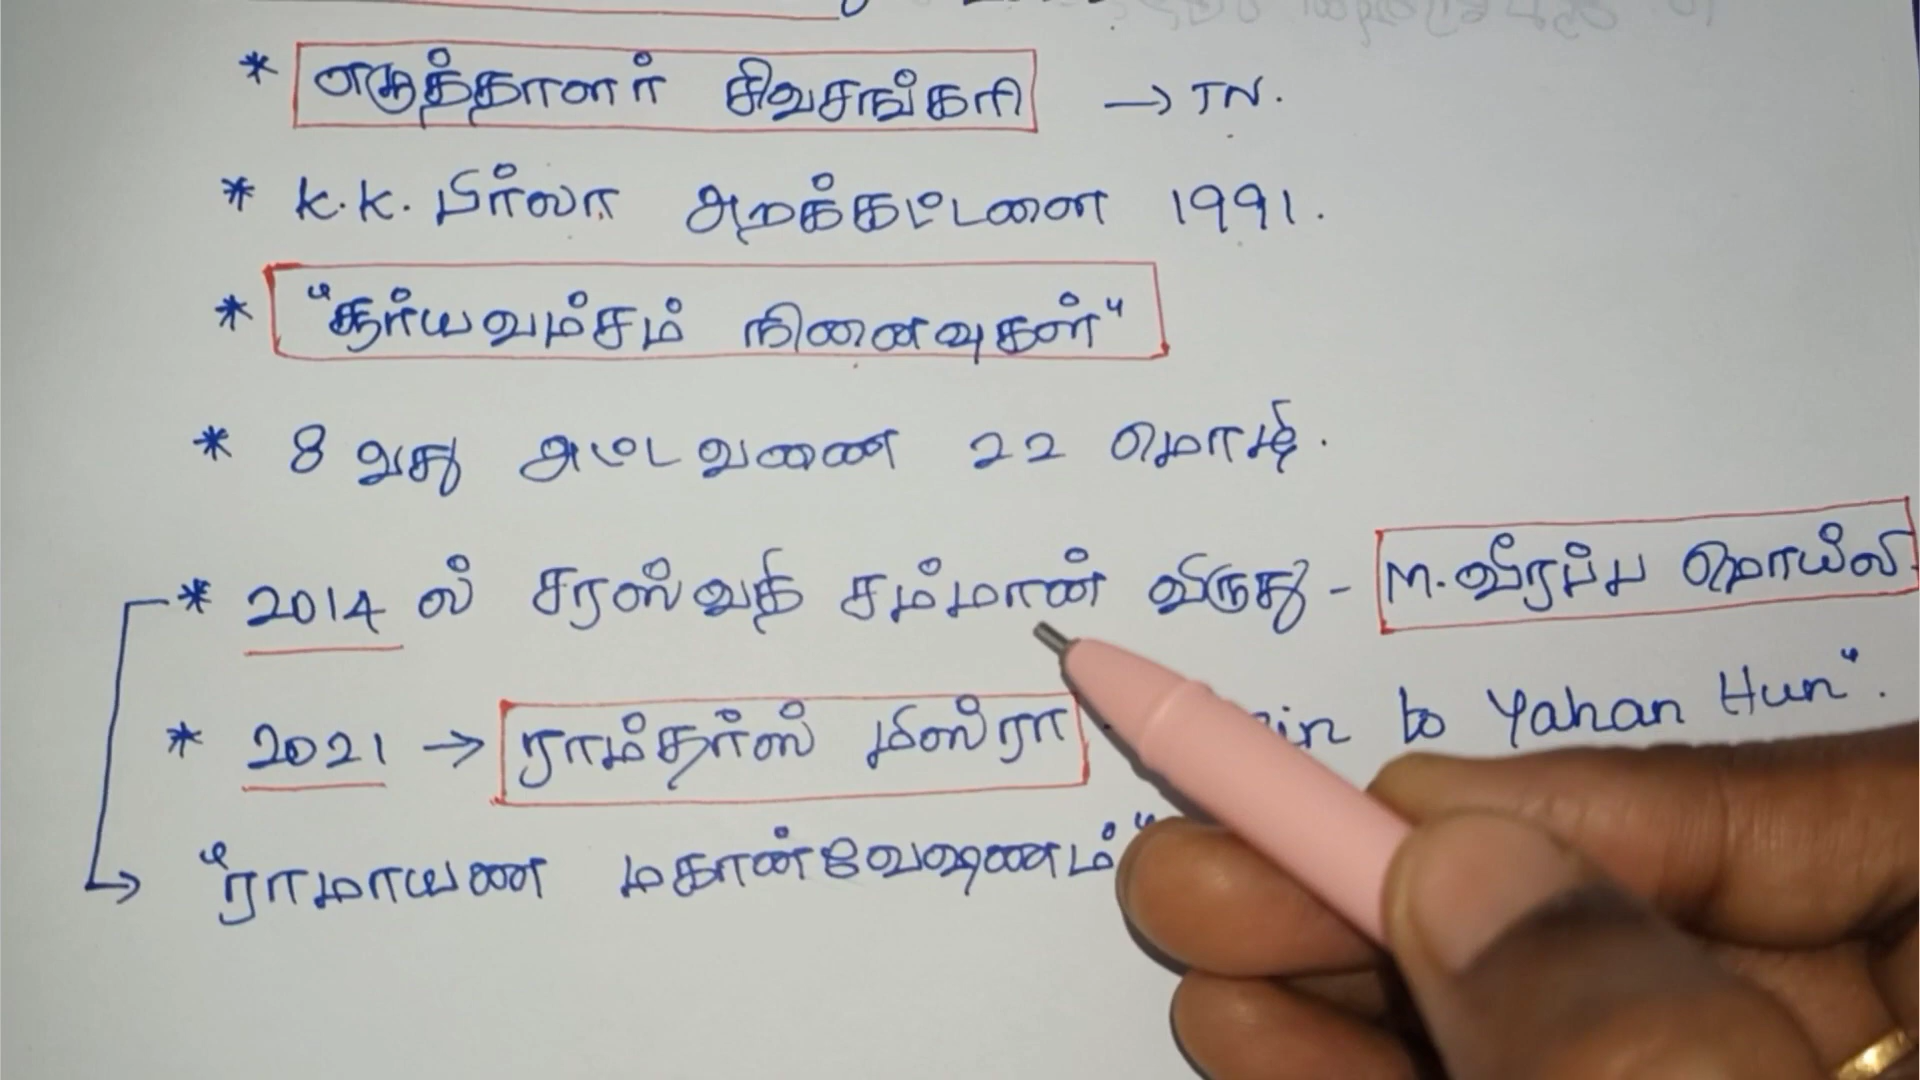 * எழுத்தாளர் சிவசங்கரி → TN.
* K.K. பிர்லா அறக்கட்டளை 1991.
* "சூர்யவம்சம் நினைவுகள்"
* 8 வது அட்டவணை 22 மொழி.
* 2014 ல் சரஸ்வதி சம்மான் விருது - M. வீரப்ப மொய்லி
* 2021 → ராம்தர்ஸ் மிஸ்ரா to Yahan Hun".
→ "ராமாயண மகான்வேஷணம்"